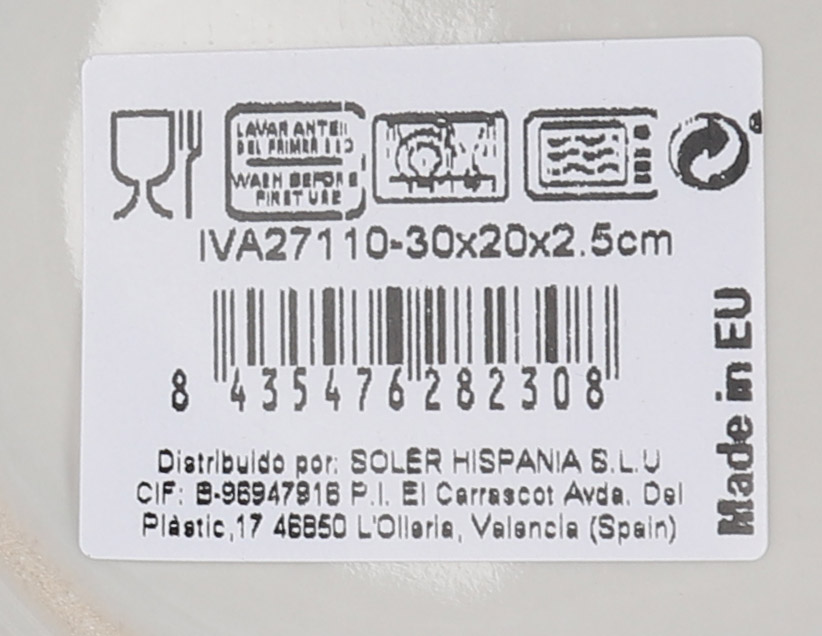 LAVAR ANTES
DEL PRIMER USO
WASH BEFORE
FIRST USE
IVA27110-30x20x2.5cm
8 435476 282308
Distribuido por: SOLER HISPANIA S.L.U
CIF: B-96947916 P.I. El Carrascot Avda. Del
Plàstic,17 46850 L'Olleria, Valencia (Spain)
Made in EU